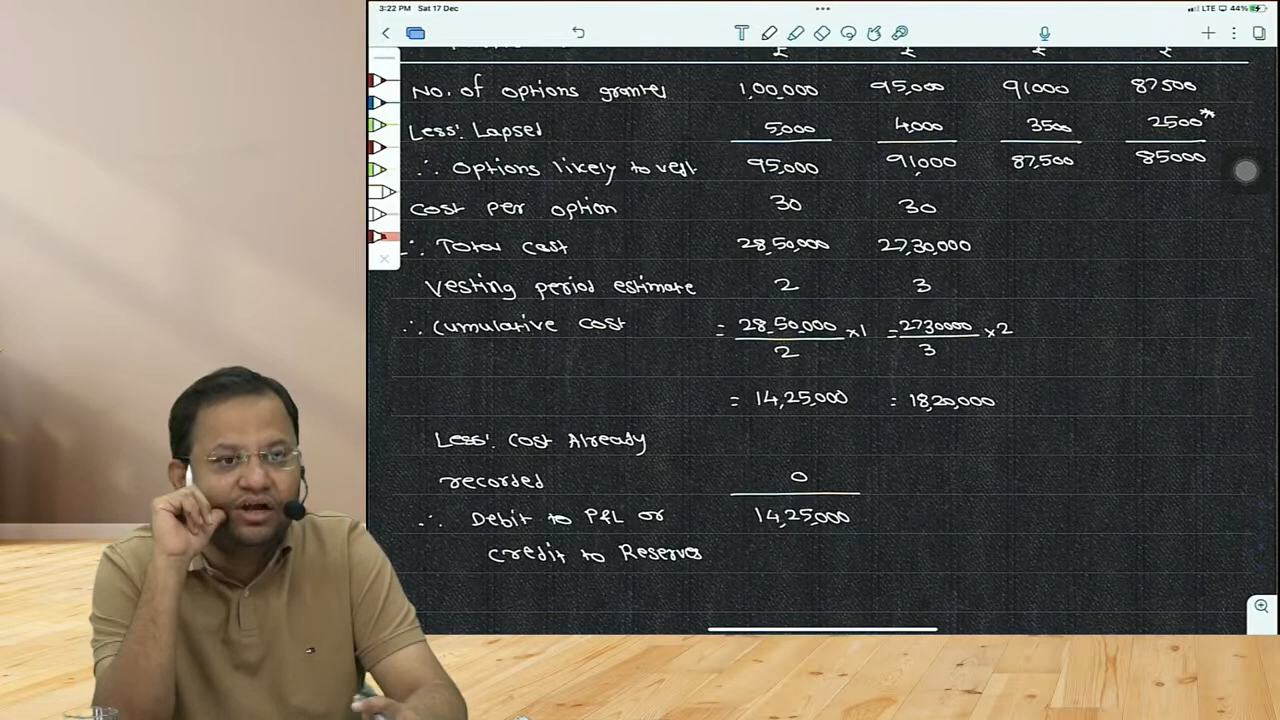 3:22 PM Sat 17 Dec
LTE 44%
₹ ₹ ₹ ₹
No. of options granted 1,00,000 95,000 91000 87500
Less: Lapsed 5,000 4,000 3500 2500*
∴ Options likely to vest 95,000 91,000 87,500 85000
Cost per option 30 30
∴ Total cost 28,50,000 27,30,000
Vesting period estimate 2 3
∴ Cumulative cost = 28,50,000/2 ×1 = 2730000/3 ×2
= 14,25,000 = 18,20,000
Less: Cost Already
recorded 0
∴ Debit to P&L or 14,25,000
Credit to Reserves